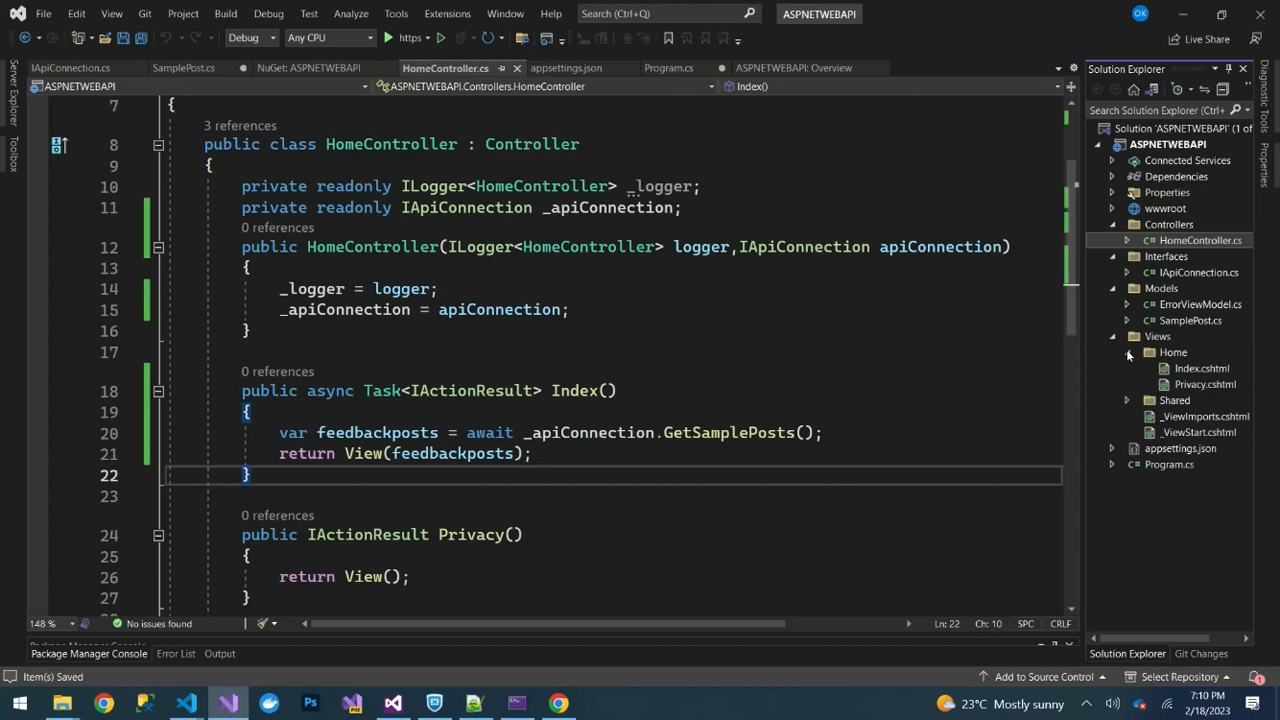 File Edit View Git Project Build Debug Test Analyze Tools Extensions Window Help Search (Ctrl+Q) ASPNETWEBAPI OK
Debug Any CPU https Live Share
IApiConnection.cs SamplePost.cs NuGet: ASPNETWEBAPI HomeController.cs appsettings.json Program.cs ASPNETWEBAPI: Overview
ASPNETWEBAPI ASPNETWEBAPI.Controllers.HomeController Index()
Server Explorer
Toolbox
7 {
3 references
8 public class HomeController : Controller
9 {
10 private readonly ILogger<HomeController> _logger;
11 private readonly IApiConnection _apiConnection;
0 references
12 public HomeController(ILogger<HomeController> logger,IApiConnection apiConnection)
13 {
14 _logger = logger;
15 _apiConnection = apiConnection;
16 }
17
0 references
18 public async Task<IActionResult> Index()
19 {
20 var feedbackposts = await _apiConnection.GetSamplePosts();
21 return View(feedbackposts);
22 }
23
0 references
24 public IActionResult Privacy()
25 {
26 return View();
27 }
148 % No issues found Ln: 22 Ch: 10 SPC CRLF
Package Manager Console Error List Output
Solution Explorer
Search Solution Explorer (Ctrl+
Solution 'ASPNETWEBAPI' (1 of
ASPNETWEBAPI
Connected Services
Dependencies
Properties
wwwroot
Controllers
HomeController.cs
Interfaces
IApiConnection.cs
Models
ErrorViewModel.cs
SamplePost.cs
Views
Home
Index.cshtml
Privacy.cshtml
Shared
_ViewImports.cshtml
_ViewStart.cshtml
appsettings.json
Program.cs
Solution Explorer Git Changes
Diagnostic Tools
Properties
Item(s) Saved Add to Source Control Select Repository 1
23°C Mostly sunny 7:10 PM
2/18/2023